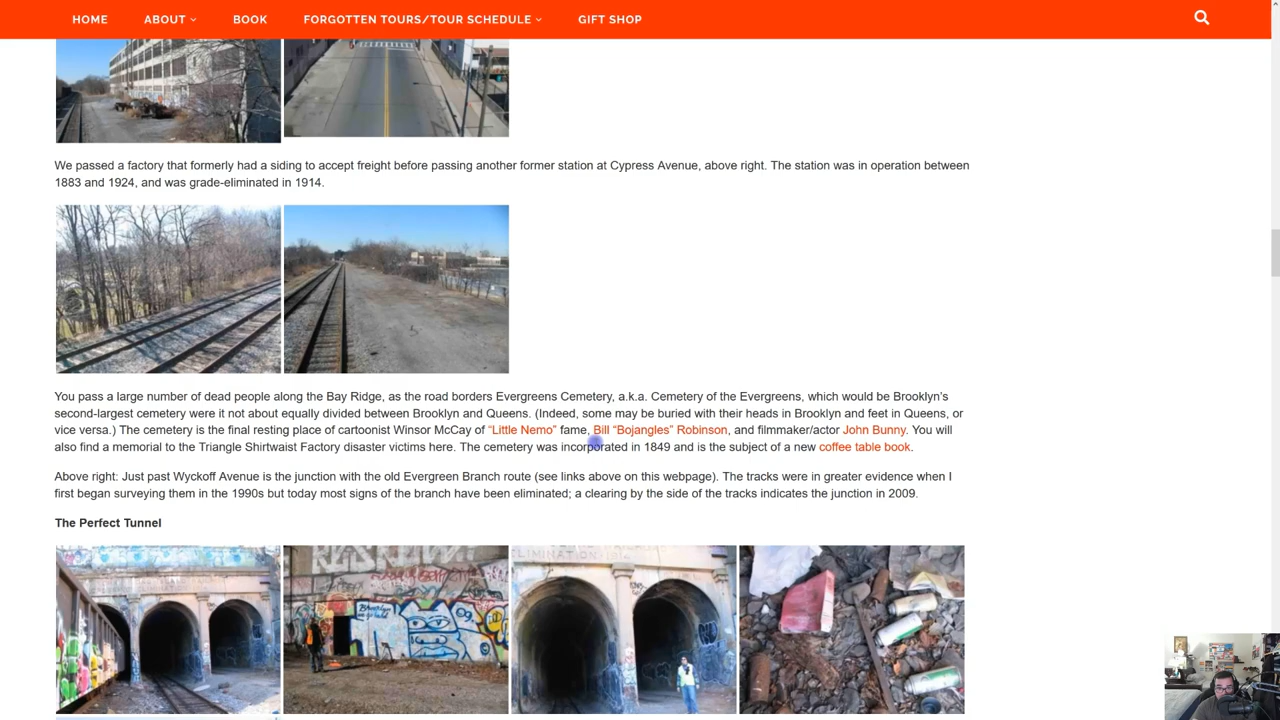 HOME ABOUT BOOK FORGOTTEN TOURS/TOUR SCHEDULE GIFT SHOP
We passed a factory that formerly had a siding to accept freight before passing another former station at Cypress Avenue, above right. The station was in operation between
1883 and 1924, and was grade-eliminated in 1914.
You pass a large number of dead people along the Bay Ridge, as the road borders Evergreens Cemetery, a.k.a. Cemetery of the Evergreens, which would be Brooklyn's
second-largest cemetery were it not about equally divided between Brooklyn and Queens. (Indeed, some may be buried with their heads in Brooklyn and feet in Queens, or
vice versa.) The cemetery is the final resting place of cartoonist Winsor McCay of “Little Nemo” fame, Bill “Bojangles” Robinson, and filmmaker/actor John Bunny. You will
also find a memorial to the Triangle Shirtwaist Factory disaster victims here. The cemetery was incorporated in 1849 and is the subject of a new coffee table book.
Above right: Just past Wyckoff Avenue is the junction with the old Evergreen Branch route (see links above on this webpage). The tracks were in greater evidence when I
first began surveying them in the 1990s but today most signs of the branch have been eliminated; a clearing by the side of the tracks indicates the junction in 2009.
The Perfect Tunnel